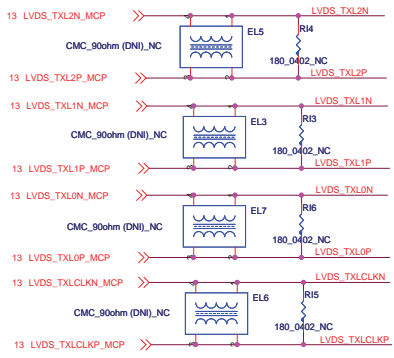 13 LVDS_TXL2N_MCP LVDS_TXL2N
EL5 RI4
CMC_90ohm (DNI)_NC
180_0402_NC
13 LVDS_TXL2P_MCP LVDS_TXL2P
13 LVDS_TXL1N_MCP LVDS_TXL1N
EL3 RI3
CMC_90ohm (DNI)_NC
180_0402_NC
13 LVDS_TXL1P_MCP LVDS_TXL1P
13 LVDS_TXL0N_MCP LVDS_TXL0N
EL7 RI6
CMC_90ohm (DNI)_NC
180_0402_NC
13 LVDS_TXL0P_MCP LVDS_TXL0P
13 LVDS_TXLCLKN_MCP LVDS_TXLCLKN
EL6 RI5
CMC_90ohm (DNI)_NC
180_0402_NC
13 LVDS_TXLCLKP_MCP LVDS_TXLCLKP